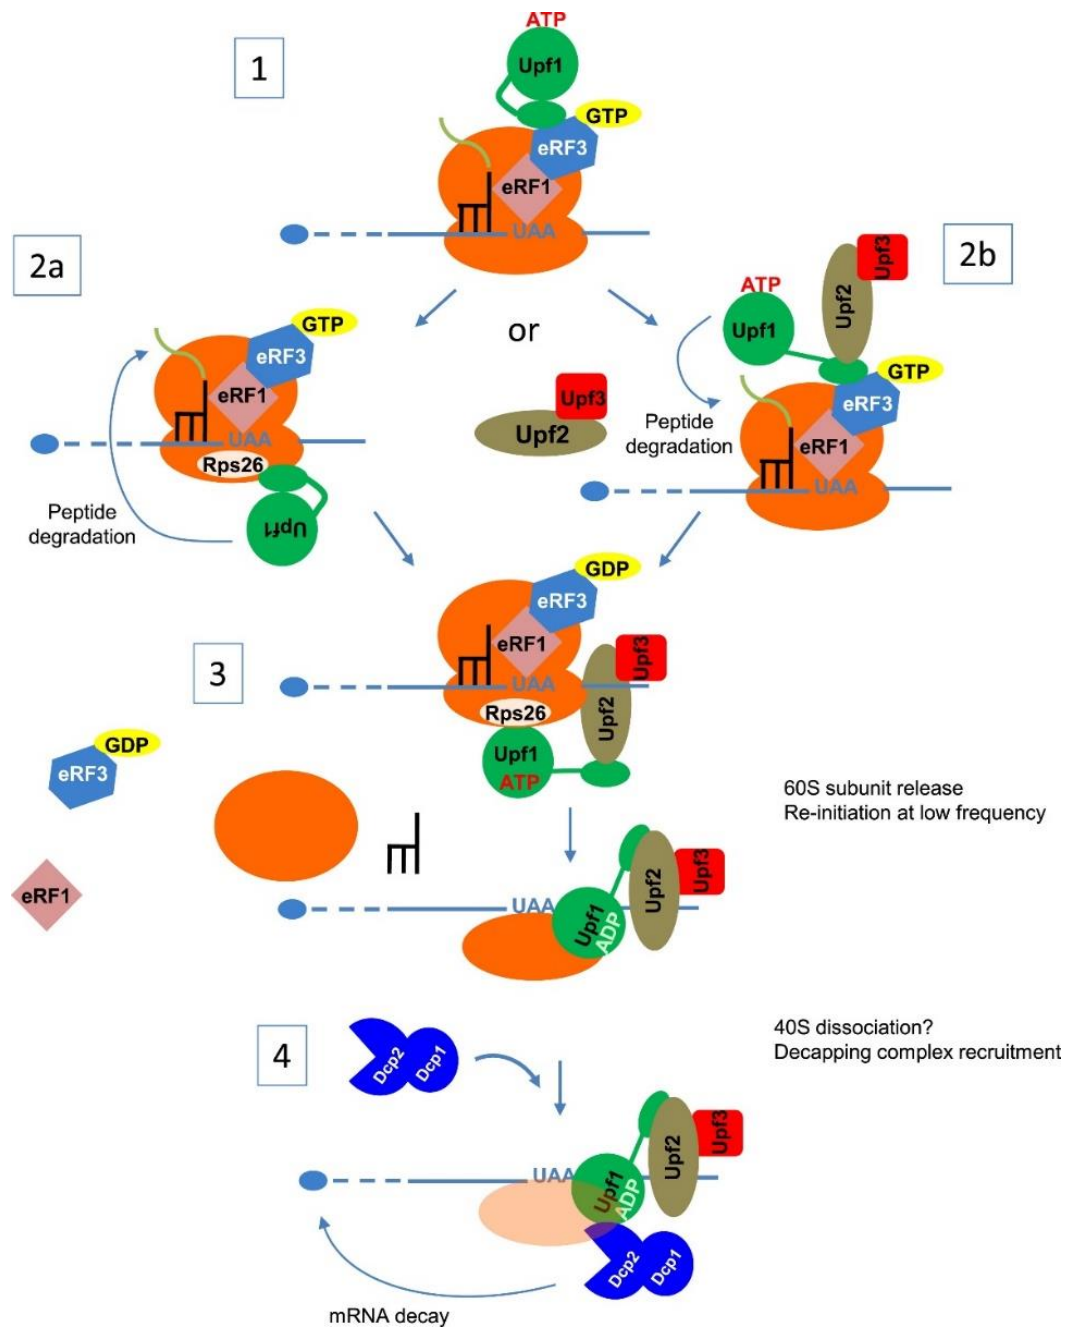 ATP
1
Upf1
GTP
eRF3
eRF1
UAA
2a
2b
Upf3
ATP
Upf2
Upf1
GTP
GTP
eRF3
eRF3
or
eRF1
Upf3
Peptide
degradation
Upf2
eRF1
UAA
Rps26
UAA
Peptide
degradation
Upf1
GDP
eRF3
eRF1
3
Upf3
UAA
Upf2
Rps26
GDP
Upf1
eRF3
ATP
60S subunit release
Re-initiation at low frequency
Upf2
Upf3
eRF1
UAA
Upf1
ADP
40S dissociation?
Decapping complex recruitment
4
Dcp2
Dcp1
Upf3
Upf2
UAA
Upf1
ADP
Dcp2
Dcp1
mRNA decay